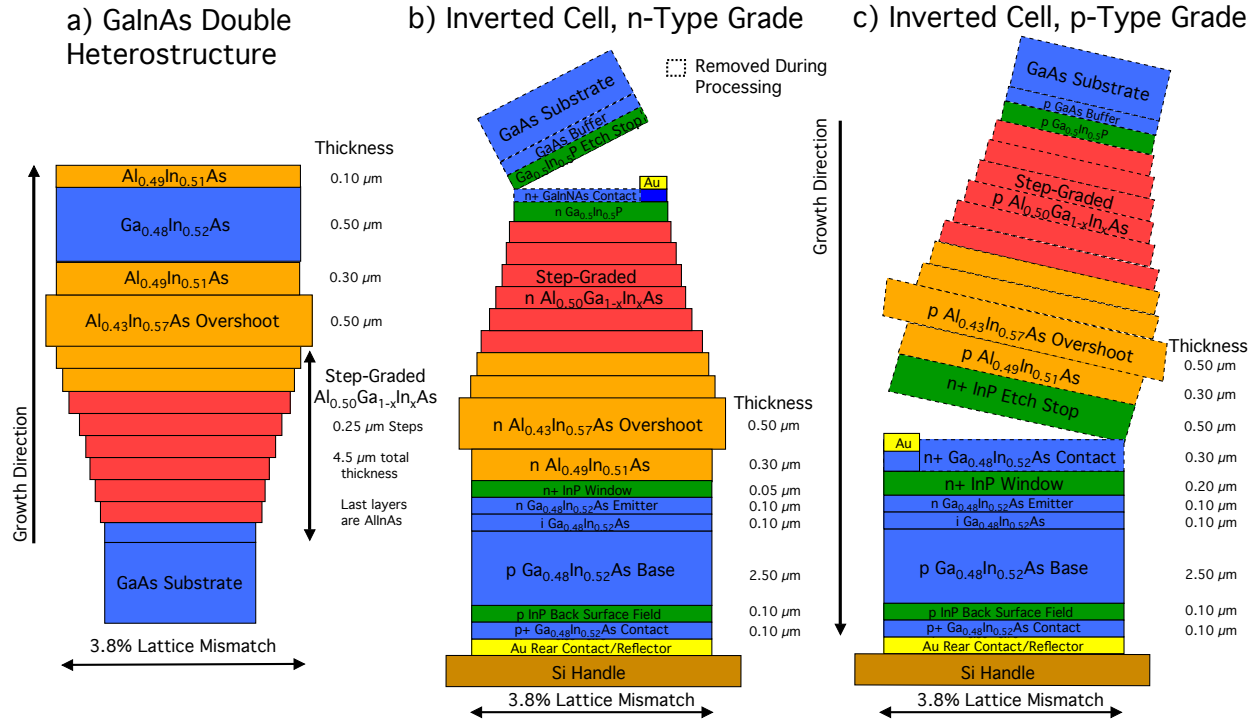 a) GaInAs Double
Heterostructure
Thickness
Al0.49In0.51As
0.10 µm
Ga0.48In0.52As
0.50 µm
Al0.49In0.51As
0.30 µm
Al0.43In0.57As Overshoot
0.50 µm
Step-Graded
Al0.50Ga1-xInxAs
0.25 µm Steps
4.5 µm total
thickness
Last layers
are AlInAs
GaAs Substrate
Growth Direction
3.8% Lattice Mismatch
b) Inverted Cell, n-Type Grade
Removed During
Processing
GaAs Substrate
GaAs Buffer
Ga0.5In0.5P Etch Stop
Au
n+ GaInNAs Contact
n Ga0.5In0.5P
Step-Graded
n Al0.50Ga1-xInxAs
Thickness
n Al0.43In0.57As Overshoot
0.50 µm
n Al0.49In0.51As
0.30 µm
n+ InP Window
0.05 µm
n Ga0.48In0.52As Emitter
0.10 µm
i Ga0.48In0.52As
0.10 µm
p Ga0.48In0.52As Base
2.50 µm
p InP Back Surface Field
0.10 µm
p+ Ga0.48In0.52As Contact
0.10 µm
Au Rear Contact/Reflector
Si Handle
3.8% Lattice Mismatch
c) Inverted Cell, p-Type Grade
Growth Direction
GaAs Substrate
p GaAs Buffer
p Ga0.5In0.5P
Step-Graded
p Al0.50Ga1-xInxAs
Thickness
p Al0.43In0.57As Overshoot
0.50 µm
p Al0.49In0.51As
0.30 µm
n+ InP Etch Stop
0.50 µm
Au
n+ Ga0.48In0.52As Contact
0.30 µm
n+ InP Window
0.20 µm
n Ga0.48In0.52As Emitter
0.10 µm
i Ga0.48In0.52As
0.10 µm
p Ga0.48In0.52As Base
2.50 µm
p InP Back Surface Field
0.10 µm
p+ Ga0.48In0.52As Contact
0.10 µm
Au Rear Contact/Reflector
Si Handle
3.8% Lattice Mismatch